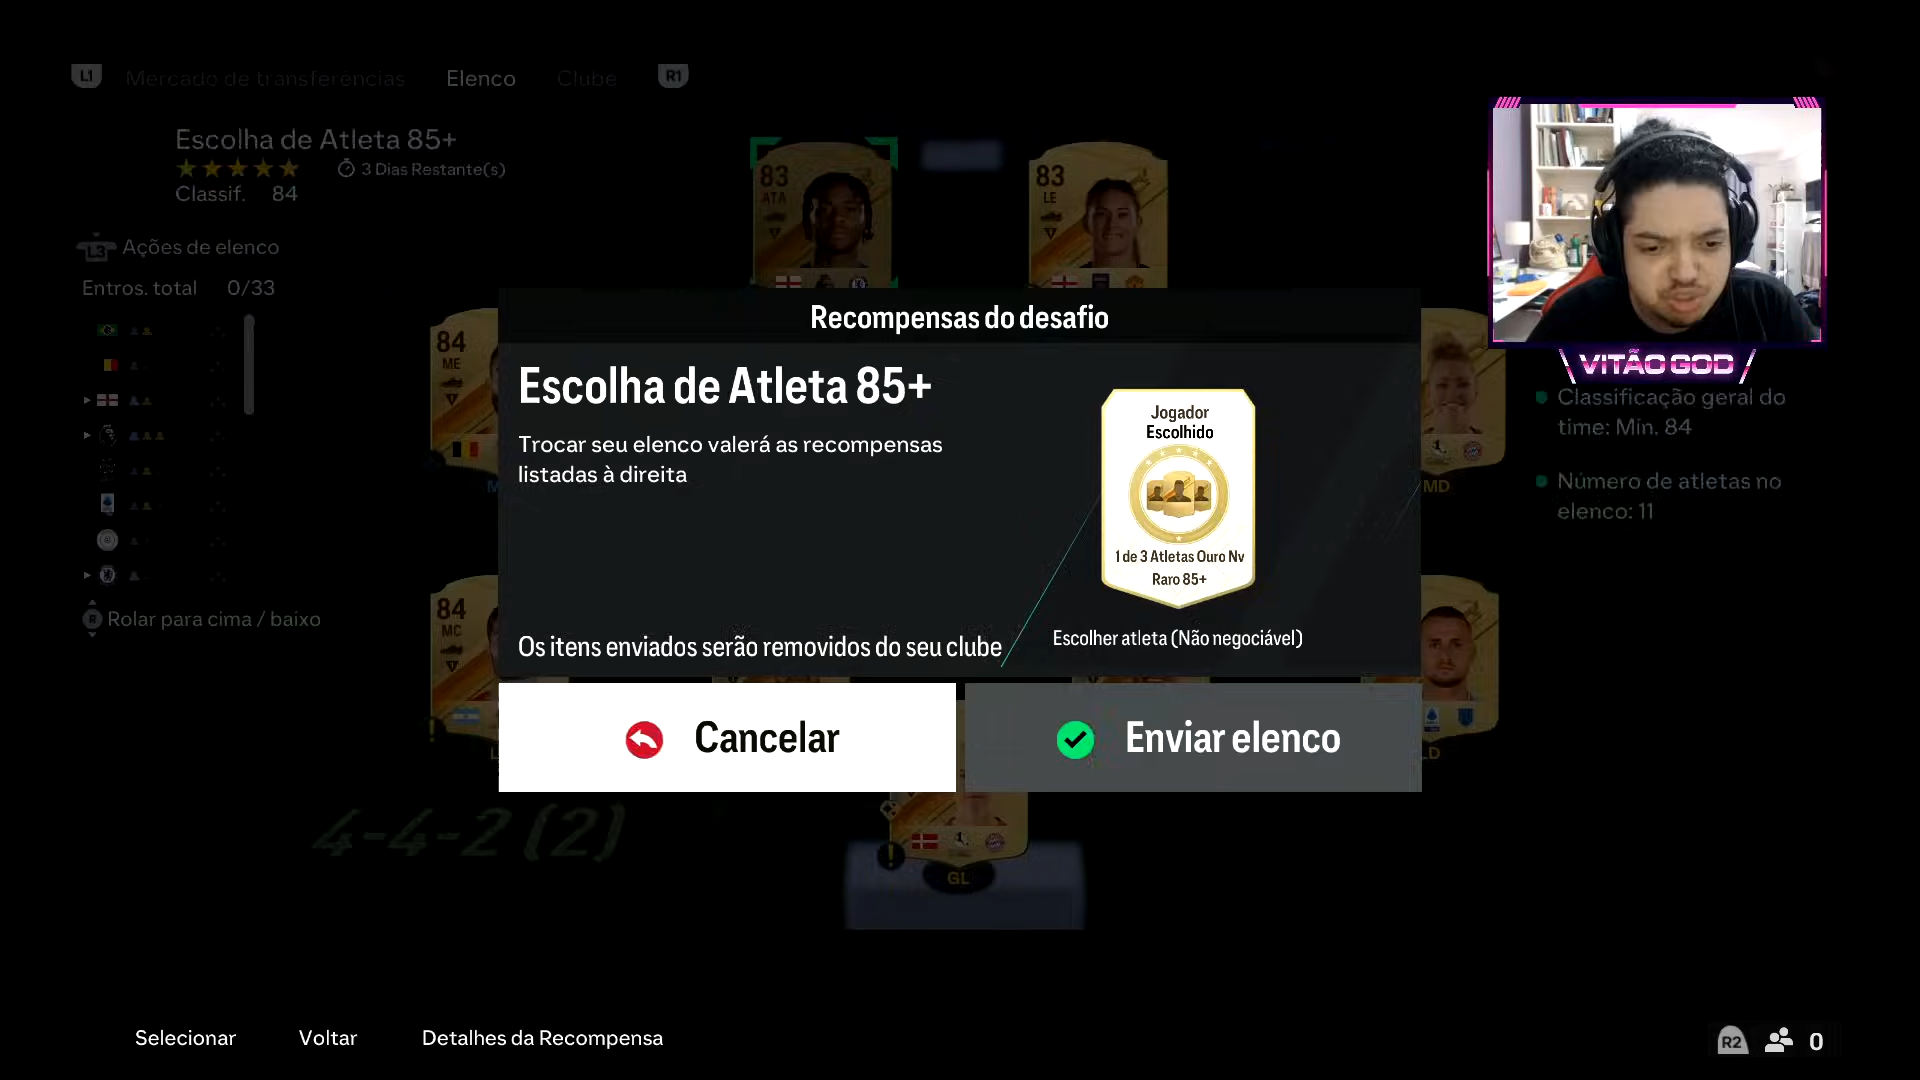 L1 Mercado de transferências Elenco Clube R1
Escolha de Atleta 85+
3 Dias Restante(s)
Classif. 84
L3 Ações de elenco
Entros. total 0/33
R Rolar para cima / baixo
83
ATA
83
LE
84
ME
84
MC
MD
LD
GL
4-4-2 (2)
Recompensas do desafio
Escolha de Atleta 85+
Trocar seu elenco valerá as recompensas
listadas à direita
Os itens enviados serão removidos do seu clube
Jogador
Escolhido
1 de 3 Atletas Ouro Nv
Raro 85+
Escolher atleta (Não negociável)
Cancelar
Enviar elenco
VITÃO GOD
Classificação geral do
time: Mín. 84
Número de atletas no
elenco: 11
Selecionar Voltar Detalhes da Recompensa
R2 0